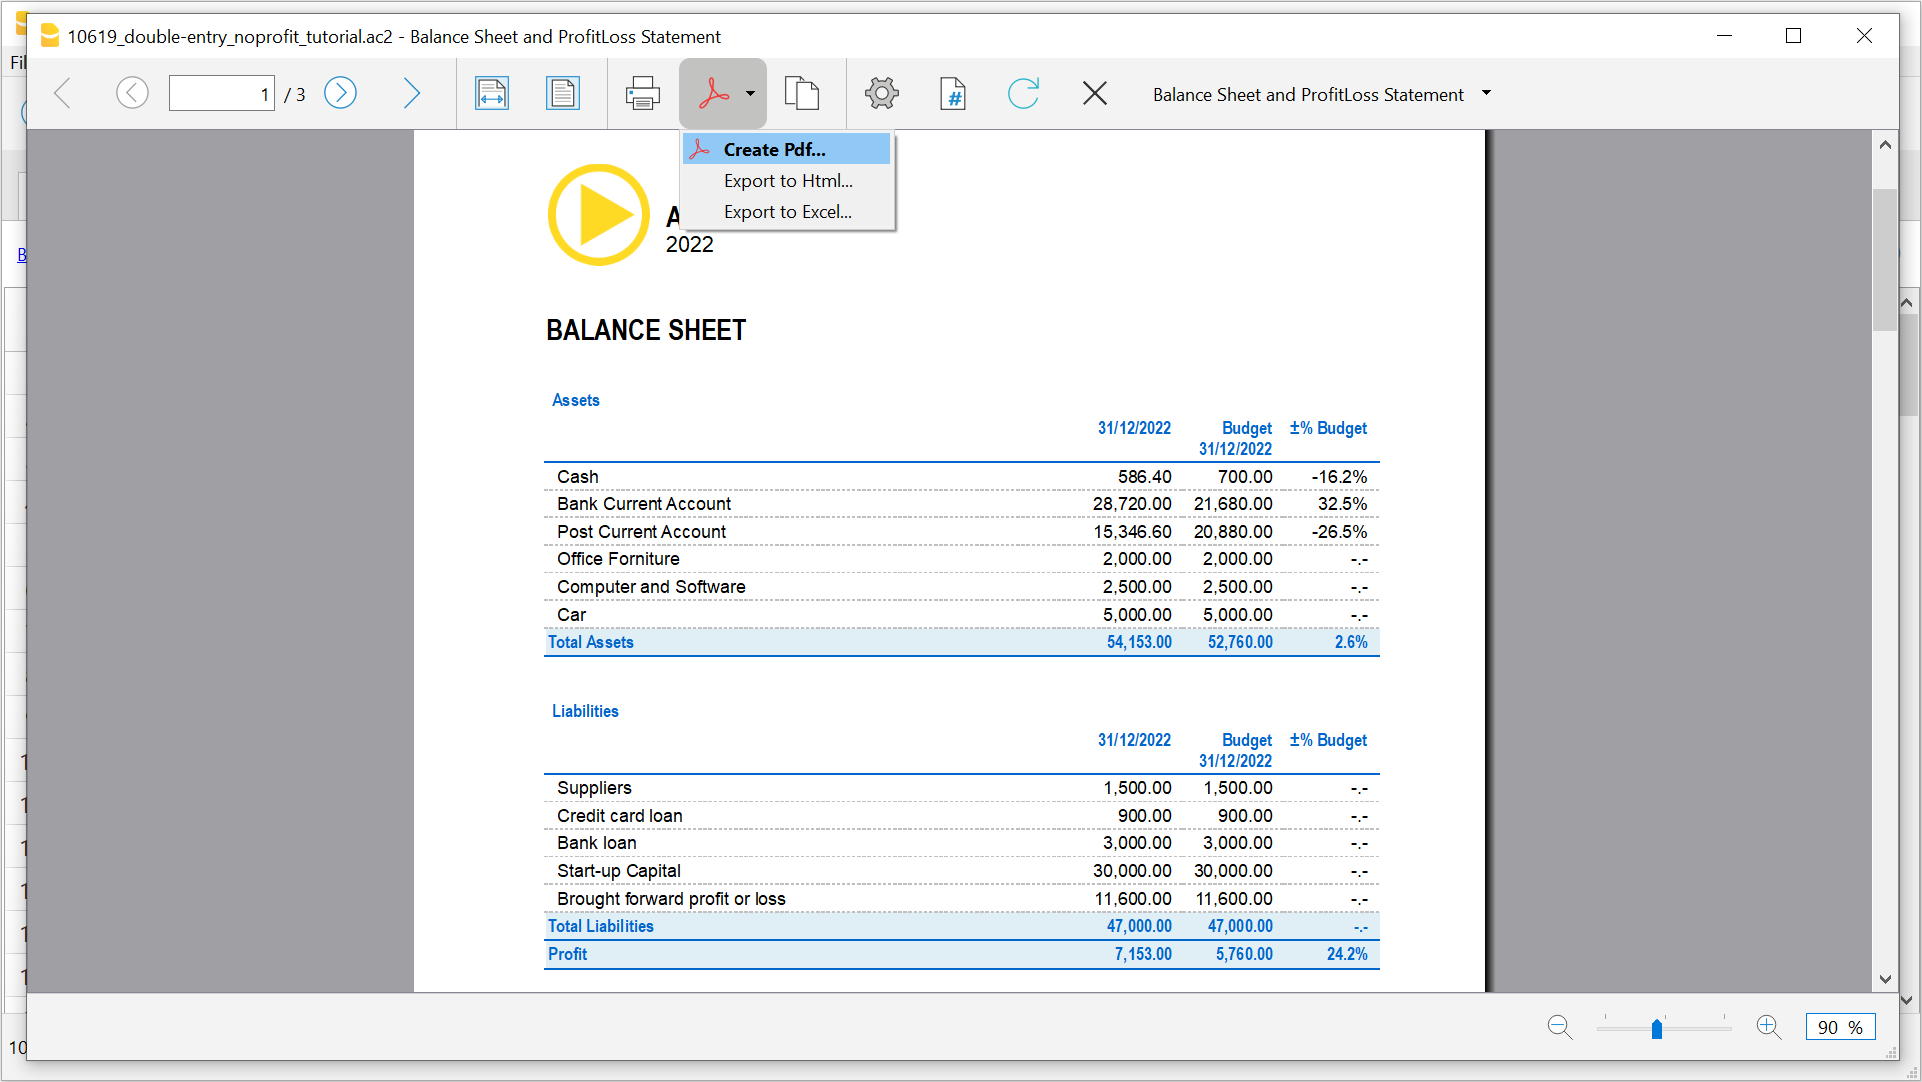 10619_double-entry_noprofit_tutorial.ac2 - Balance Sheet and ProfitLoss Statement
Fil
1 / 3
#
Balance Sheet and ProfitLoss Statement
Create Pdf...
Export to Html...
Export to Excel...
A
2022
B
BALANCE SHEET
Assets
31/12/2022 Budget ±% Budget
31/12/2022
Cash 586.40 700.00 -16.2%
Bank Current Account 28,720.00 21,680.00 32.5%
Post Current Account 15,346.60 20,880.00 -26.5%
Office Forniture 2,000.00 2,000.00 -.-
Computer and Software 2,500.00 2,500.00 -.-
Car 5,000.00 5,000.00 -.-
Total Assets 54,153.00 52,760.00 2.6%
Liabilities
31/12/2022 Budget ±% Budget
31/12/2022
Suppliers 1,500.00 1,500.00 -.-
Credit card loan 900.00 900.00 -.-
Bank loan 3,000.00 3,000.00 -.-
Start-up Capital 30,000.00 30,000.00 -.-
Brought forward profit or loss 11,600.00 11,600.00 -.-
Total Liabilities 47,000.00 47,000.00 -.-
Profit 7,153.00 5,760.00 24.2%
90 %
10